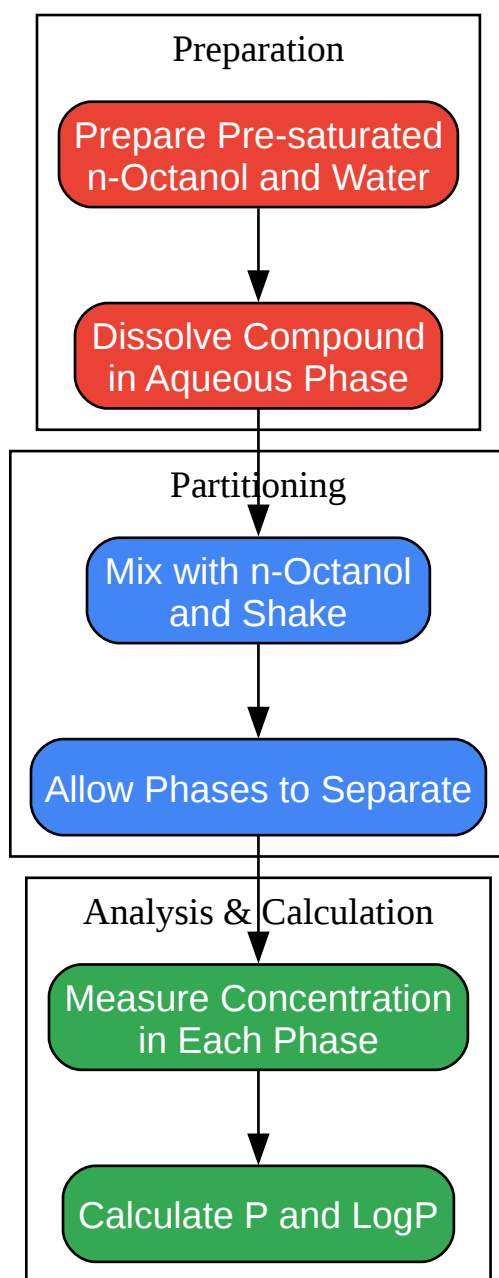 Preparation
Prepare Pre-saturated
n-Octanol and Water
Dissolve Compound
in Aqueous Phase
Partitioning
Mix with n-Octanol
and Shake
Allow Phases to Separate
Analysis & Calculation
Measure Concentration
in Each Phase
Calculate P and LogP